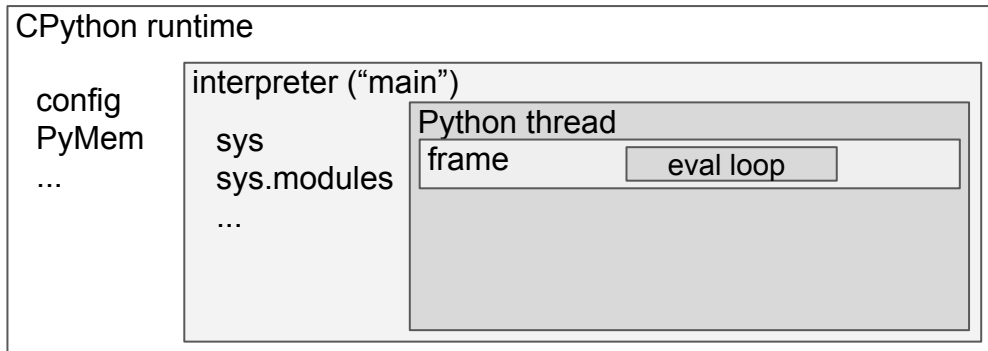 CPython runtime
config
PyMem
...
interpreter (“main”)
sys
sys.modules
...
Python thread
frame
eval loop